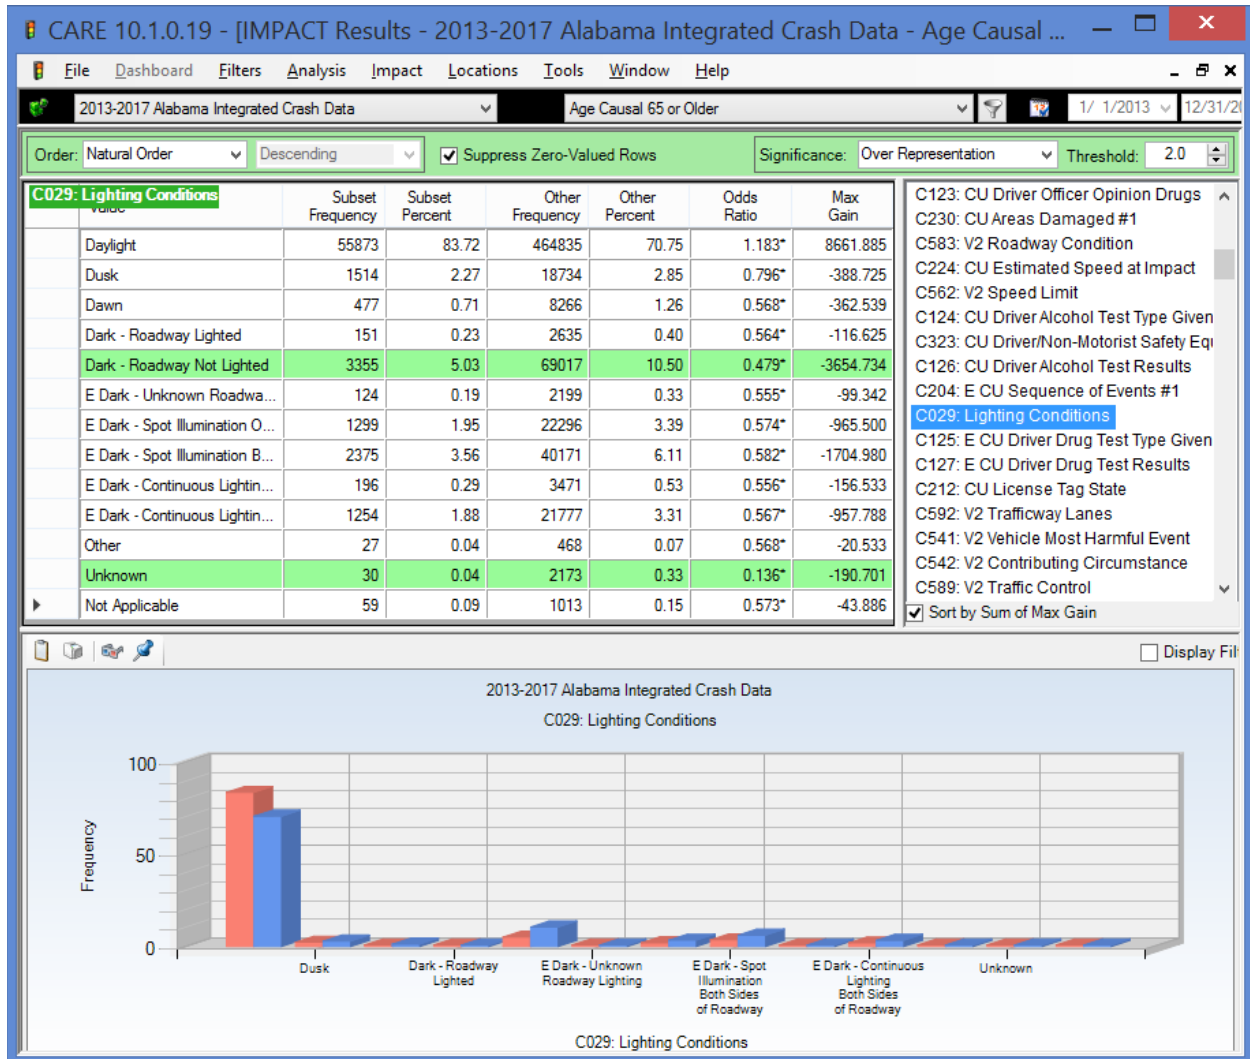 CARE 10.1.0.19 - [IMPACT Results - 2013-2017 Alabama Integrated Crash Data - Age Causal ...
File Dashboard Filters Analysis Impact Locations Tools Window Help
2013-2017 Alabama Integrated Crash Data Age Causal 65 or Older 1/ 1/2013 12/31/20
Order: Natural Order Descending Suppress Zero-Valued Rows Significance: Over Representation Threshold: 2.0
C029: Lighting Conditions
Value Subset Frequency Subset Percent Other Frequency Other Percent Odds Ratio Max Gain
Daylight 55873 83.72 464835 70.75 1.183* 8661.885
Dusk 1514 2.27 18734 2.85 0.796* -388.725
Dawn 477 0.71 8266 1.26 0.568* -362.539
Dark - Roadway Lighted 151 0.23 2635 0.40 0.564* -116.625
Dark - Roadway Not Lighted 3355 5.03 69017 10.50 0.479* -3654.734
E Dark - Unknown Roadwa... 124 0.19 2199 0.33 0.555* -99.342
E Dark - Spot Illumination O... 1299 1.95 22296 3.39 0.574* -965.500
E Dark - Spot Illumination B... 2375 3.56 40171 6.11 0.582* -1704.980
E Dark - Continuous Lightin... 196 0.29 3471 0.53 0.556* -156.533
E Dark - Continuous Lightin... 1254 1.88 21777 3.31 0.567* -957.788
Other 27 0.04 468 0.07 0.568* -20.533
Unknown 30 0.04 2173 0.33 0.136* -190.701
Not Applicable 59 0.09 1013 0.15 0.573* -43.886
C123: CU Driver Officer Opinion Drugs
C230: CU Areas Damaged #1
C583: V2 Roadway Condition
C224: CU Estimated Speed at Impact
C562: V2 Speed Limit
C124: CU Driver Alcohol Test Type Given
C323: CU Driver/Non-Motorist Safety Equ
C126: CU Driver Alcohol Test Results
C204: E CU Sequence of Events #1
C029: Lighting Conditions
C125: E CU Driver Drug Test Type Given
C127: E CU Driver Drug Test Results
C212: CU License Tag State
C592: V2 Trafficway Lanes
C541: V2 Vehicle Most Harmful Event
C542: V2 Contributing Circumstance
C589: V2 Traffic Control
Sort by Sum of Max Gain
Display Fil
2013-2017 Alabama Integrated Crash Data
C029: Lighting Conditions
Frequency
100
50
0
Dusk
Dark - Roadway
Lighted
E Dark - Unknown
Roadway Lighting
E Dark - Spot
Illumination
Both Sides
of Roadway
E Dark - Continuous
Lighting
Both Sides
of Roadway
Unknown
C029: Lighting Conditions